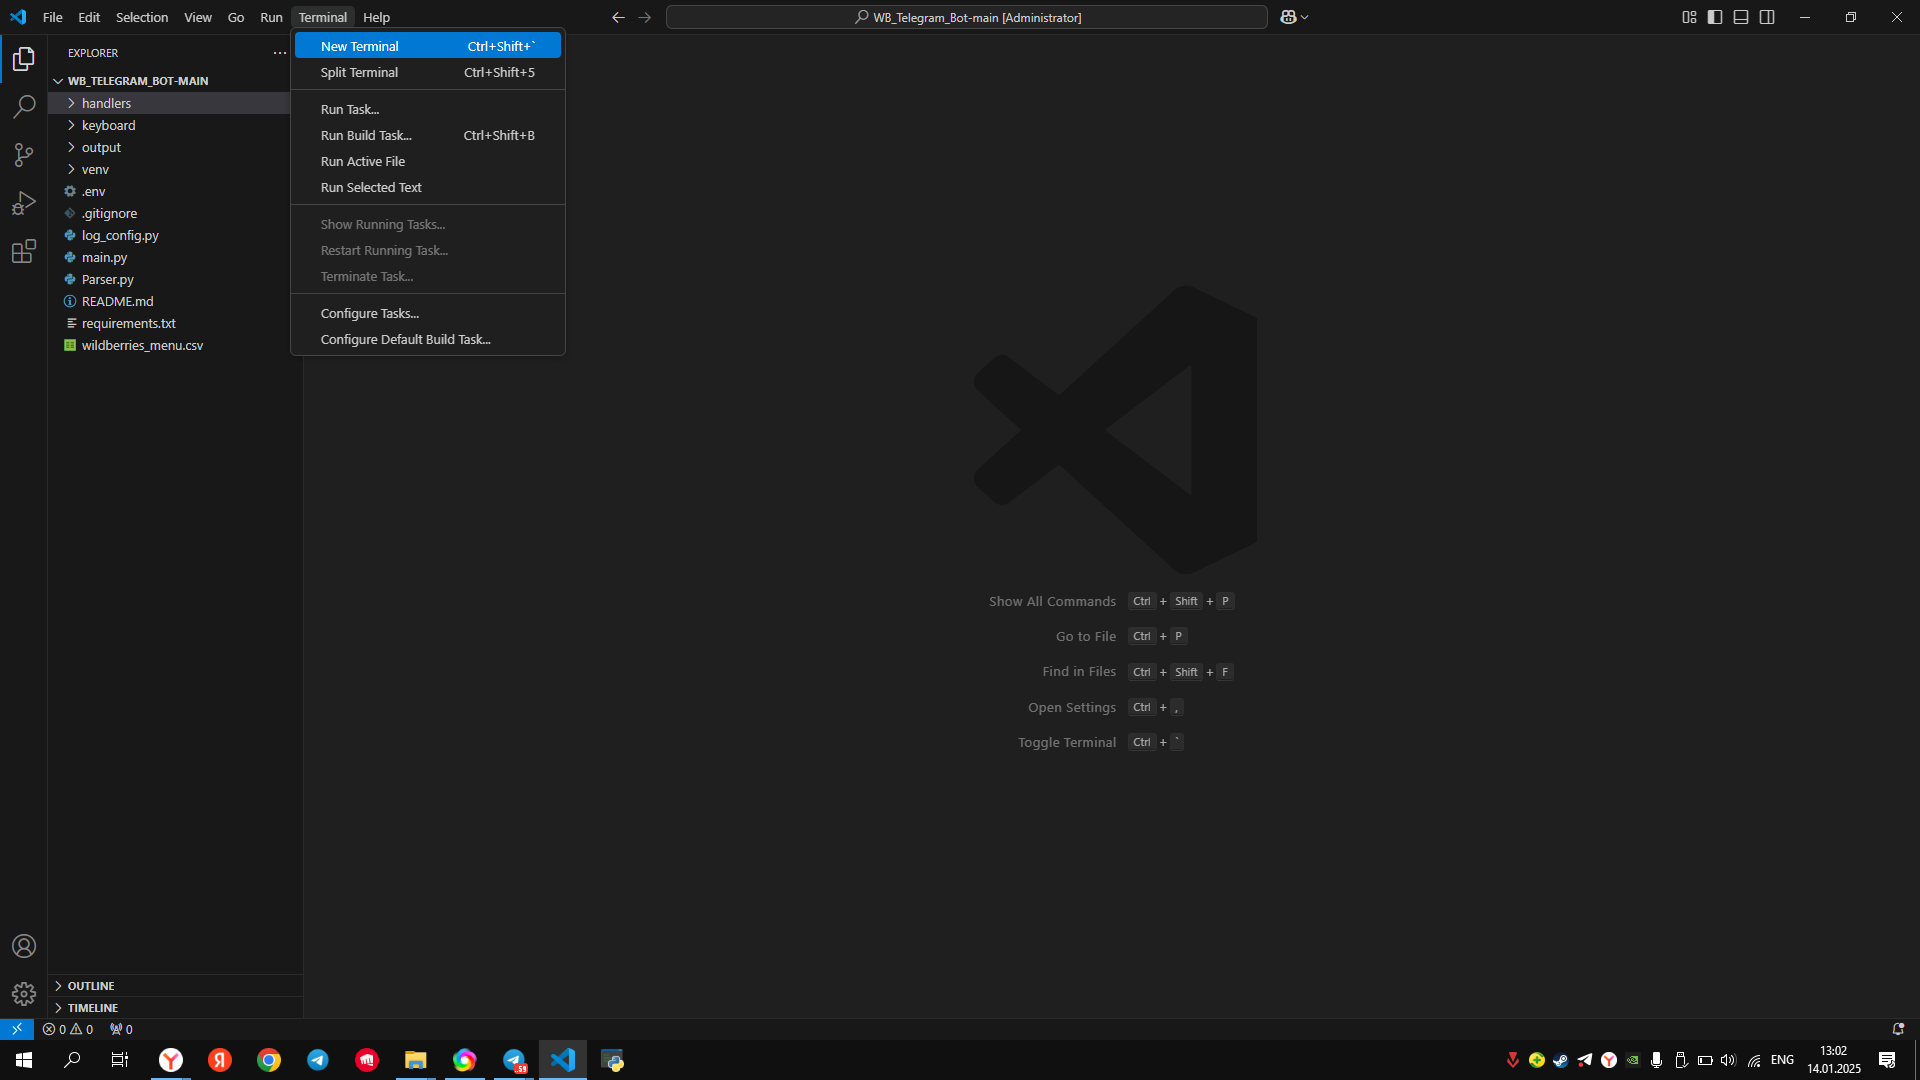 File Edit Selection View Go Run Terminal Help
WB_Telegram_Bot-main [Administrator]
EXPLORER
WB_TELEGRAM_BOT-MAIN
handlers
keyboard
output
venv
.env
.gitignore
log_config.py
main.py
Parser.py
README.md
requirements.txt
wildberries_menu.csv
New Terminal Ctrl+Shift+`
Split Terminal Ctrl+Shift+5
Run Task...
Run Build Task... Ctrl+Shift+B
Run Active File
Run Selected Text
Show Running Tasks...
Restart Running Task...
Terminate Task...
Configure Tasks...
Configure Default Build Task...
Show All Commands Ctrl + Shift + P
Go to File Ctrl + P
Find in Files Ctrl + Shift + F
Open Settings Ctrl + ,
Toggle Terminal Ctrl + `
OUTLINE
TIMELINE
0 0 0
Я
59
ENG
13:02
14.01.2025